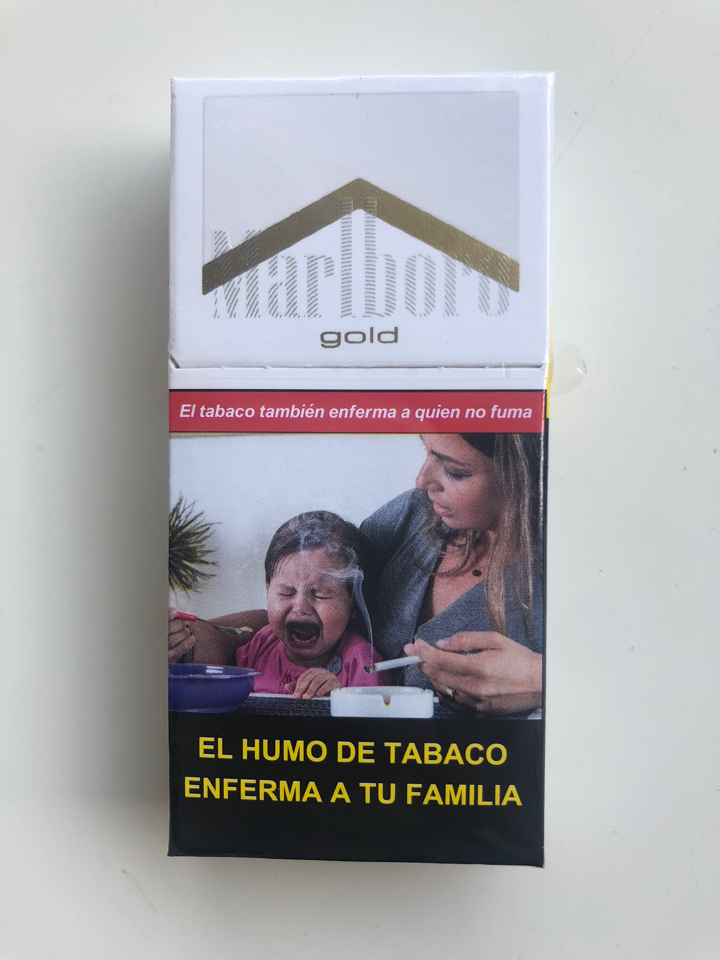 Marlboro
gold
El tabaco también enferma a quien no fuma
EL HUMO DE TABACO
ENFERMA A TU FAMILIA